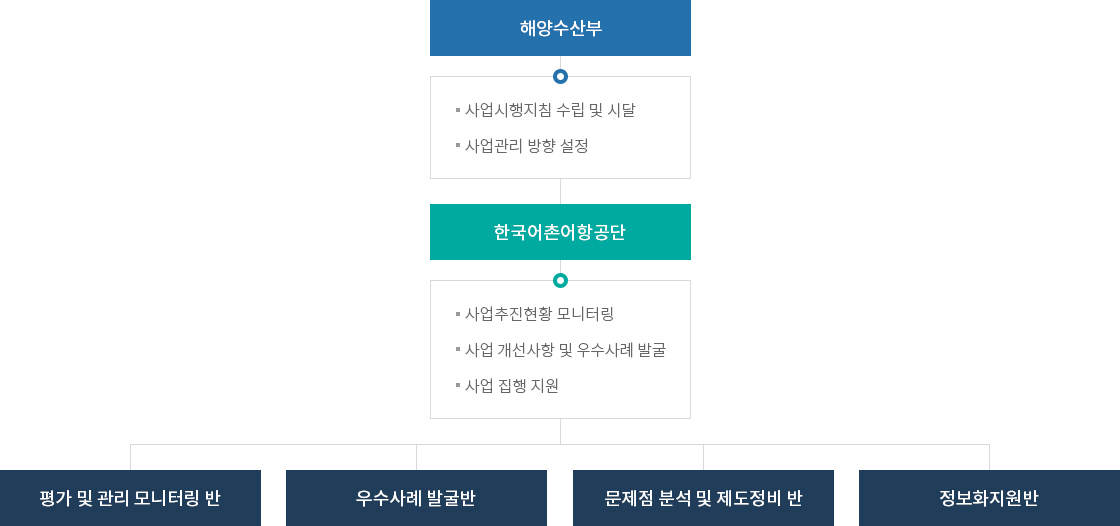 해양수산부
사업시행지침 수립 및 시달
사업관리 방향 설정
한국어촌어항공단
사업추진현황 모니터링
사업 개선사항 및 우수사례 발굴
사업 집행 지원
평가 및 관리 모니터링 반
우수사례 발굴반
문제점 분석 및 제도정비 반
정보화지원반